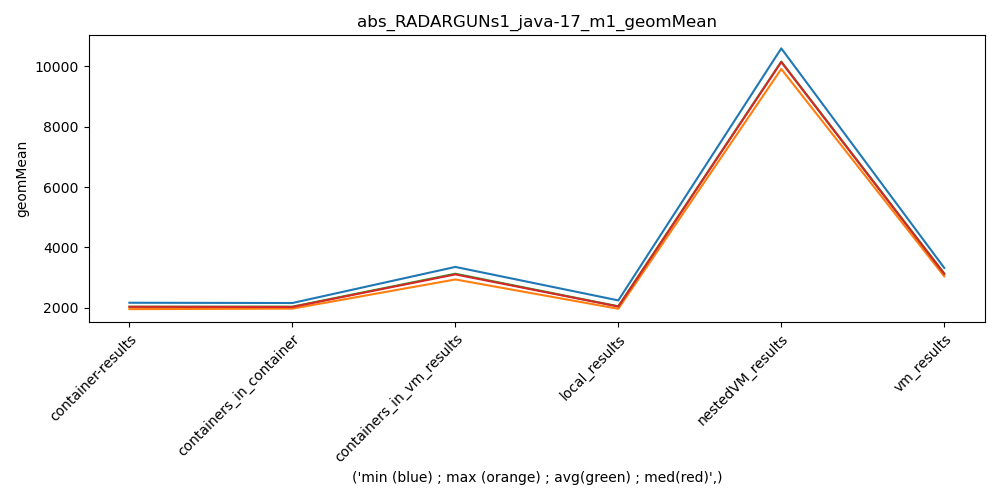 abs_RADARGUNs1_java-17_m1_geomMean
geomMean
10000
8000
6000
4000
2000
container-results
containers_in_container
containers_in_vm_results
local_results
nestedVM_results
vm_results
('min (blue) ; max (orange) ; avg(green) ; med(red)',)